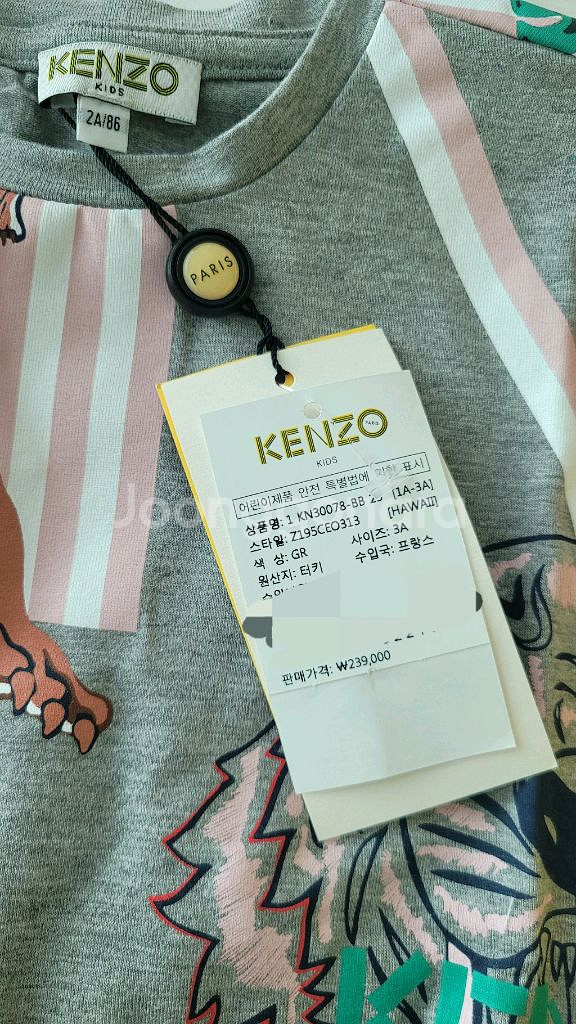 KENZO
KIDS
2A/86
PARIS
KENZO
PARIS
KIDS
어린이제품 안전 특별법에 의한 표시
상품명: 1 KN30078-BB 23 [1A-3A]
스타일: Z195CEO313 [HAWAII]
색 상: GR 사이즈: 3A
원산지: 터키 수입국: 프랑스
판매가격: ₩239,000